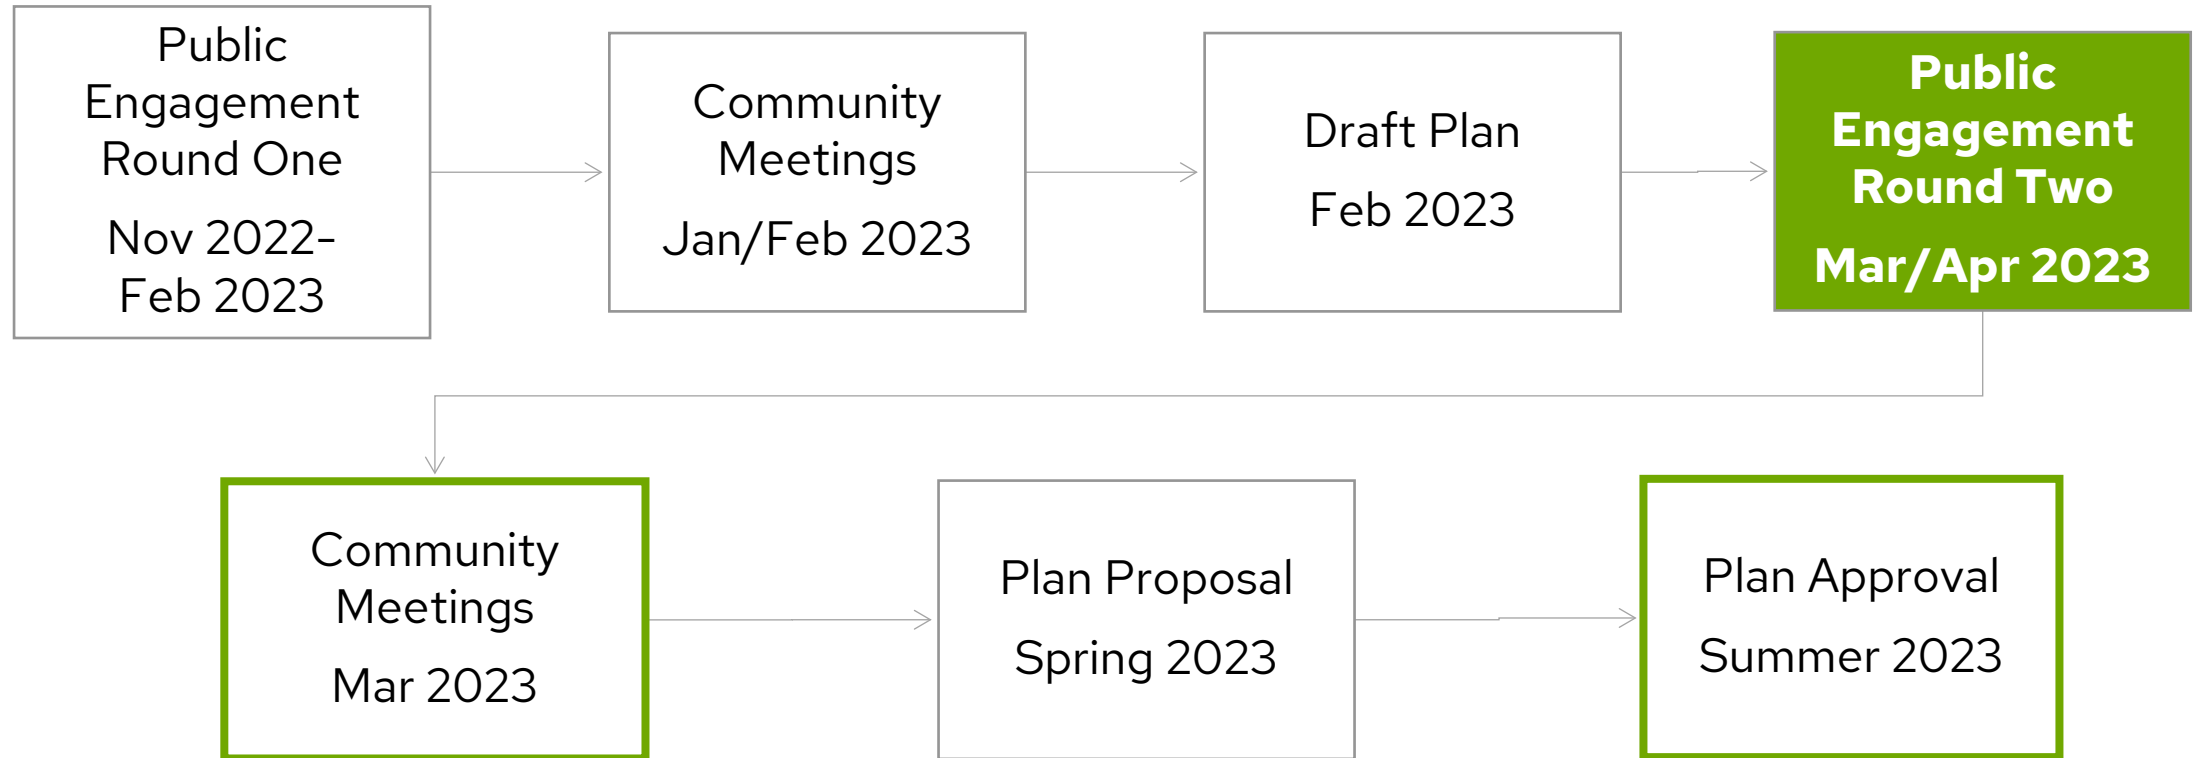 Public
Engagement
Round One
Nov 2022-
Feb 2023
Community
Meetings
Jan/Feb 2023
Draft Plan
Feb 2023
Public
Engagement
Round Two
Mar/Apr 2023
Community
Meetings
Mar 2023
Plan Proposal
Spring 2023
Plan Approval
Summer 2023